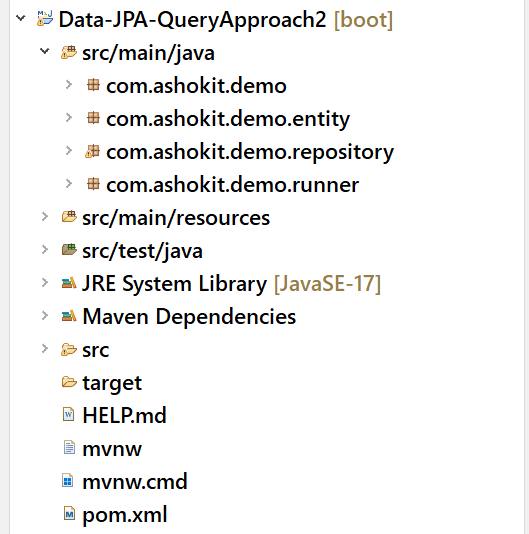 Data-JPA-QueryApproach2 [boot]
src/main/java
com.ashokit.demo
com.ashokit.demo.entity
com.ashokit.demo.repository
com.ashokit.demo.runner
src/main/resources
src/test/java
JRE System Library [JavaSE-17]
Maven Dependencies
src
target
HELP.md
mvnw
mvnw.cmd
pom.xml